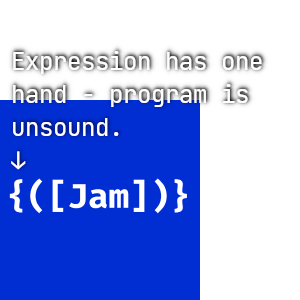 Expression has one
hand - program is
unsound.
↓
{([Jam])}